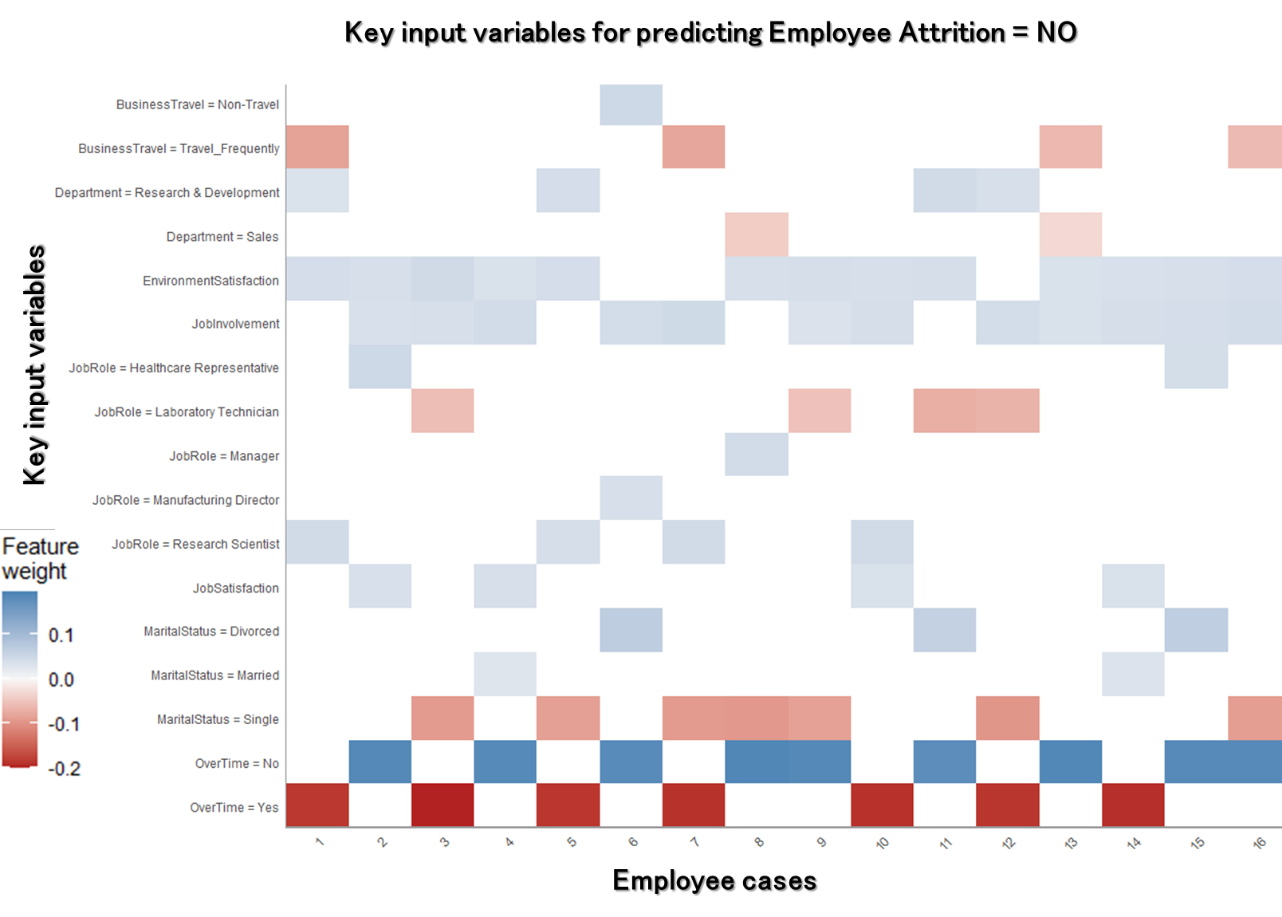 Key input variables for predicting Employee Attrition = NO
BusinessTravel = Non-Travel
BusinessTravel = Travel_Frequently
Department = Research & Development
Department = Sales
EnvironmentSatisfaction
JobInvolvement
JobRole = Healthcare Representative
JobRole = Laboratory Technician
JobRole = Manager
JobRole = Manufacturing Director
JobRole = Research Scientist
JobSatisfaction
MaritalStatus = Divorced
MaritalStatus = Married
MaritalStatus = Single
OverTime = No
OverTime = Yes
Key input variables
Feature
weight
0.1
0.0
-0.1
-0.2
1 2 3 4 5 6 7 8 9 10 11 12 13 14 15 16
Employee cases